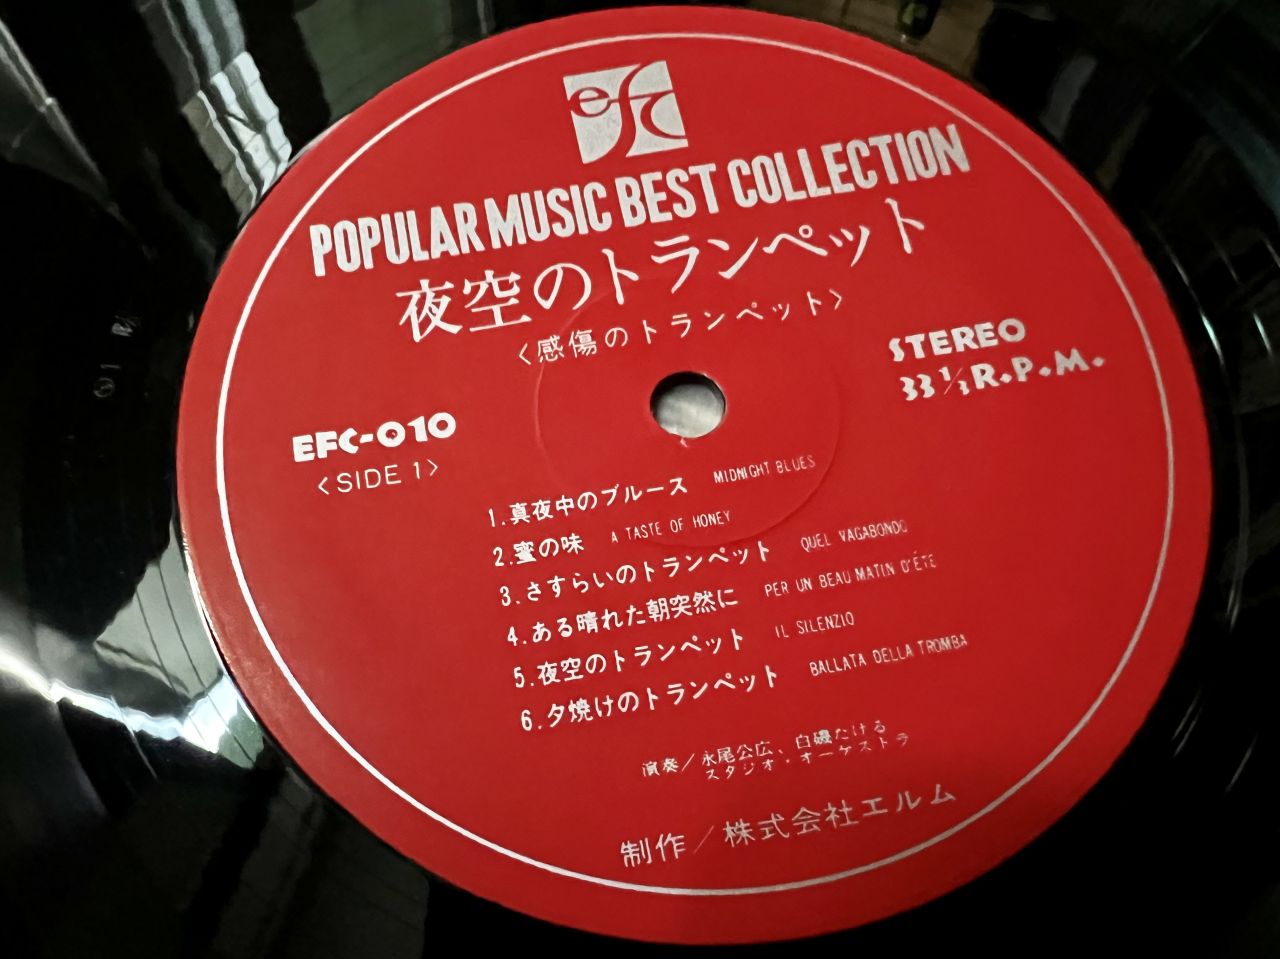 efc
POPULAR MUSIC BEST COLLECTION
夜空のトランペット
〈感傷のトランペット〉
STEREO
33 1/3 R.P.M.
EFC-010
〈SIDE 1〉
1.真夜中のブルース MIDNIGHT BLUES
2.蜜の味 A TASTE OF HONEY
3.さすらいのトランペット QUEL VAGABONDO
4.ある晴れた朝突然に PER UN BEAU MATIN D'ÉTÉ
5.夜空のトランペット IL SILENZIO
6.夕焼けのトランペット BALLATA DELLA TROMBA
演奏/永尾公広、白磯たける
スタジオ・オーケストラ
制作/株式会社エルム